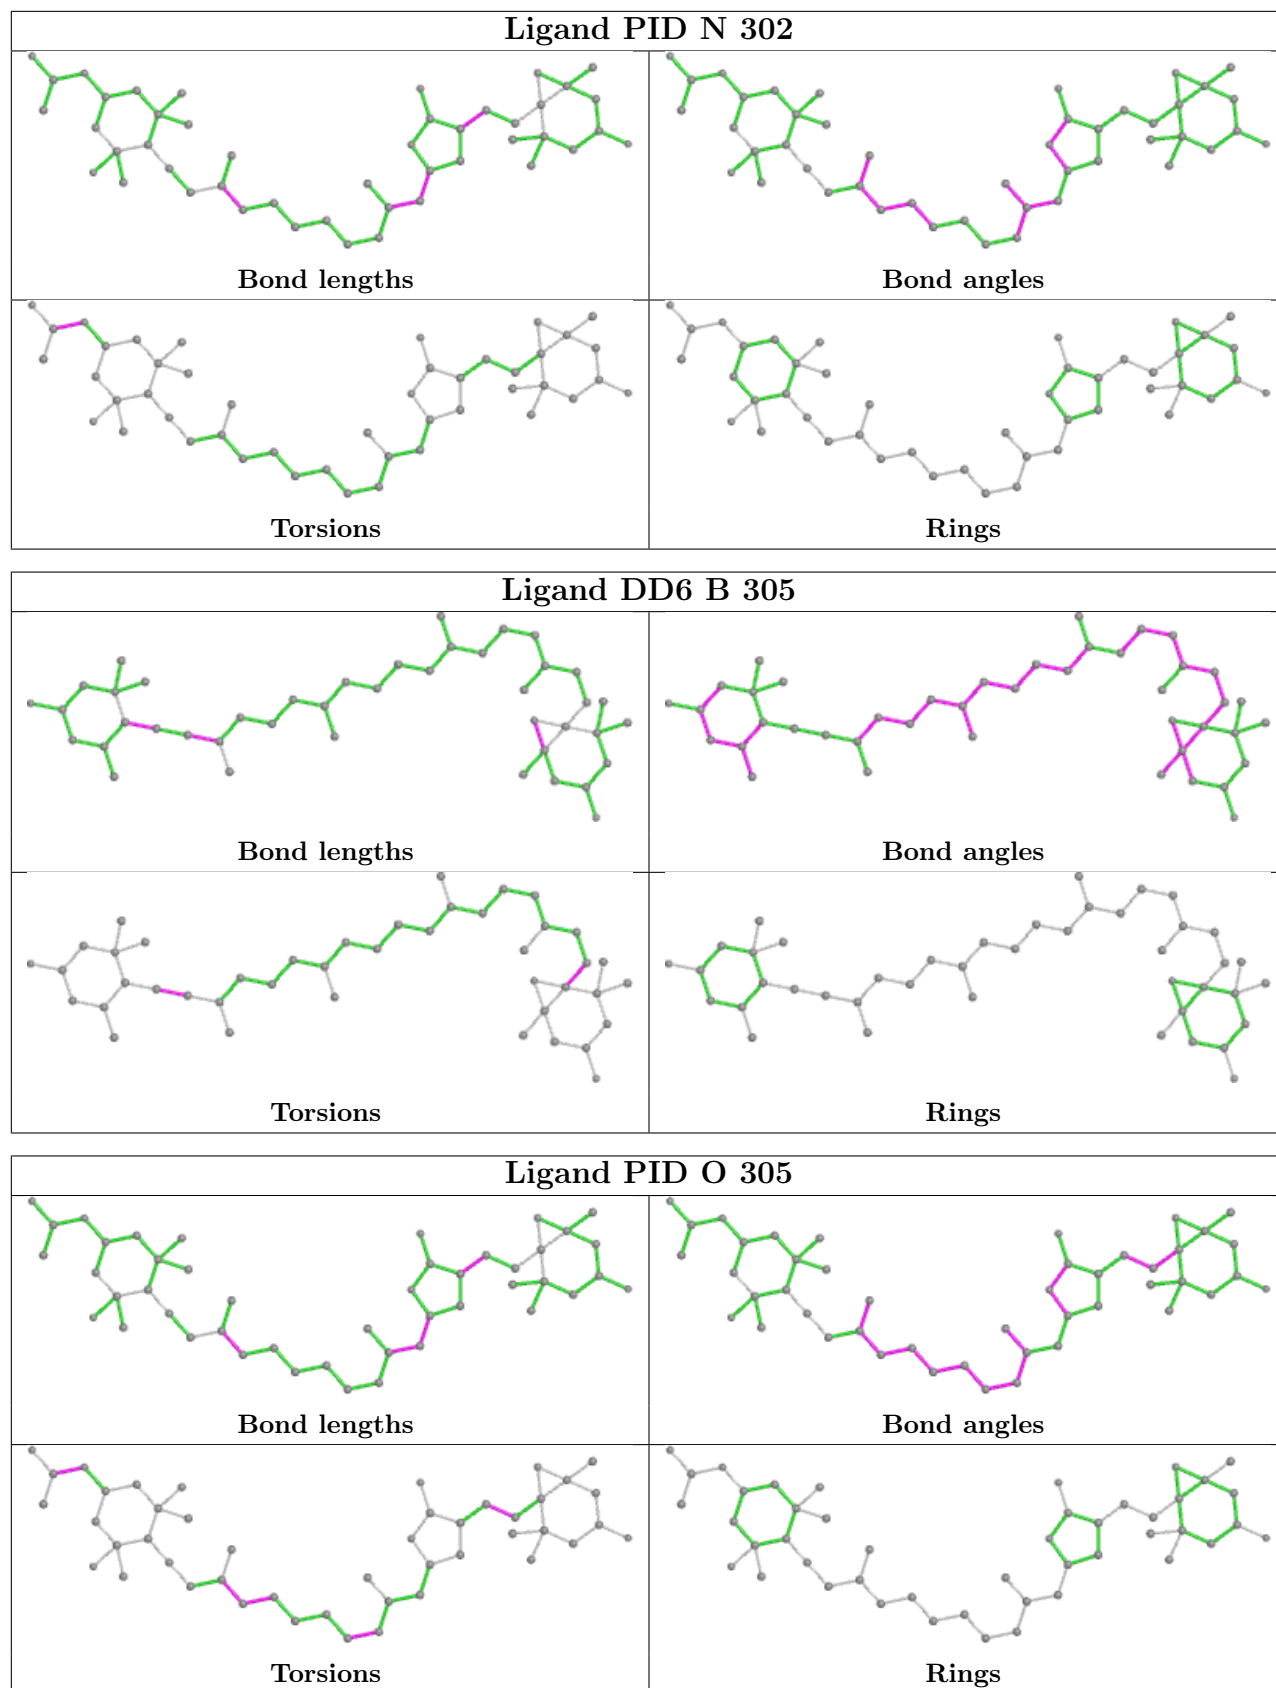 Ligand PID N 302
Bond lengths
Bond angles
Torsions
Rings
Ligand DD6 B 305
Bond lengths
Bond angles
Torsions
Rings
Ligand PID O 305
Bond lengths
Bond angles
Torsions
Rings